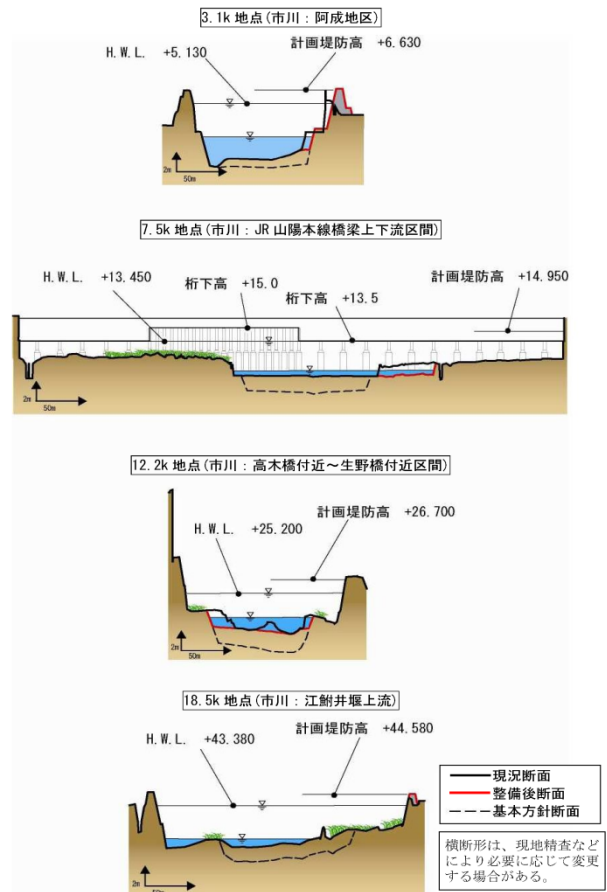 3.1k 地点(市川：阿成地区)
H.W.L. +5.130
計画堤防高 +6.630
2m
50m
7.5k 地点(市川：JR 山陽本線橋梁上下流区間)
H.W.L. +13.450
桁下高 +15.0
桁下高 +13.5
計画堤防高 +14.950
2m
50m
12.2k 地点(市川：高木橋付近～生野橋付近区間)
H.W.L. +25.200
計画堤防高 +26.700
2m
50m
18.5k 地点(市川：江鮒井堰上流)
H.W.L. +43.380
計画堤防高 +44.580
2m
50m
現況断面
整備後断面
基本方針断面
横断形は、現地精査など
により必要に応じて変更
する場合がある。